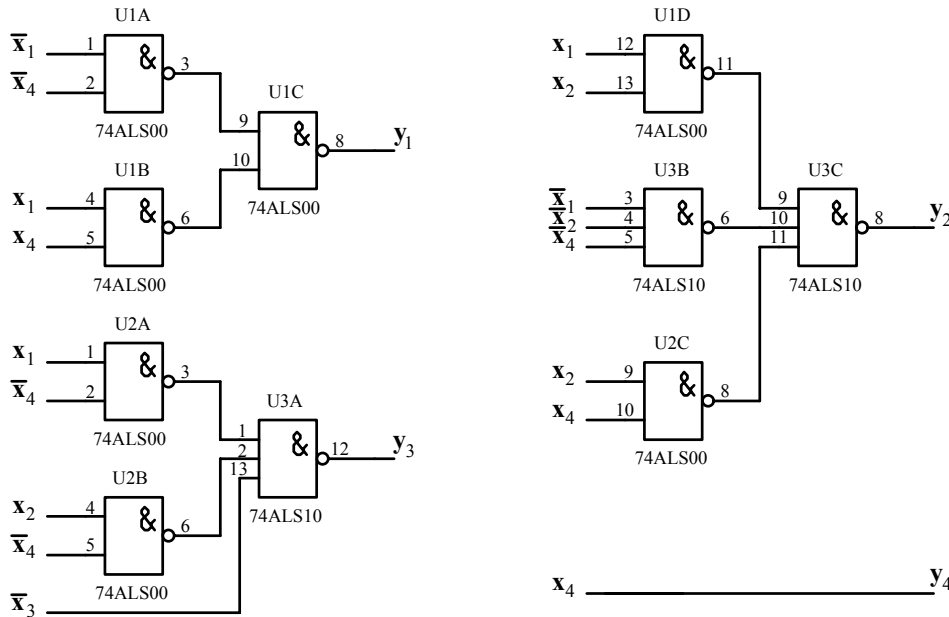 U1A
x̅₁ 1
& 3
x̅₄ 2
74ALS00
U1C
9
& 8 y₁
10
74ALS00
U1B
x₁ 4
& 6
x₄ 5
74ALS00
U2A
x₁ 1
& 3
x̅₄ 2
74ALS00
U3A
1
2 & 12 y₃
13
74ALS10
U2B
x₂ 4
& 6
x̅₄ 5
74ALS00
x̅₃
U1D
x₁ 12
& 11
x₂ 13
74ALS00
U3B
x̅₁ 3
x̅₂ 4 & 6
x̅₄ 5
74ALS10
U3C
9
10 & 8 y₂
11
74ALS10
U2C
x₂ 9
& 8
x₄ 10
74ALS00
x₄ y₄